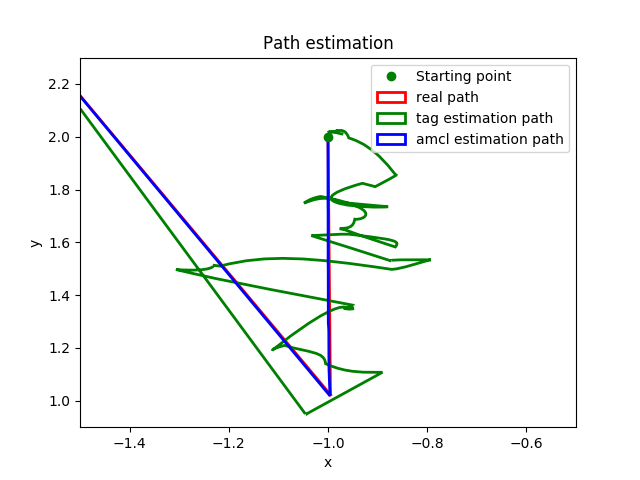 Path estimation
Starting point
real path
tag estimation path
amcl estimation path
y
2.2
2.0
1.8
1.6
1.4
1.2
1.0
−1.4
−1.2
−1.0
−0.8
−0.6
x